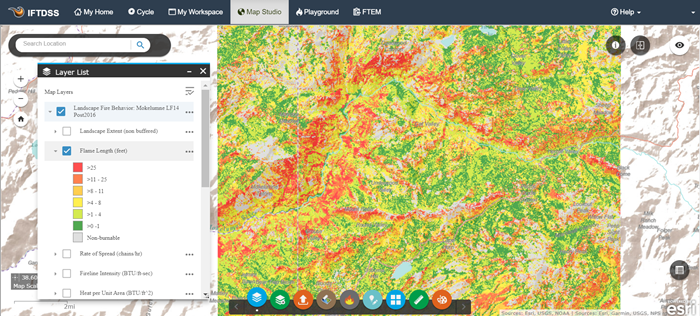 IFTDSS
My Home
Cycle
My Workspace
Map Studio
Playground
FTEM
Help
Search Location
Layer List
Map Layers
Landscape Fire Behavior: Mokelumne LF14
Post2016
Landscape Extent (non buffered)
Flame Length (feet)
>25
>11 - 25
>8 - 11
>4 - 8
>1 - 4
>0 -1
Non-burnable
Rate of Spread (chains/hr)
Fireline Intensity (BTU/ft-sec)
Heat per Unit Area (BTU/ft^2)
Map Scal
2mi
Sources: Esri, USGS, NOAA | Sources: Esri, Garmin, USGS, NPS
esri